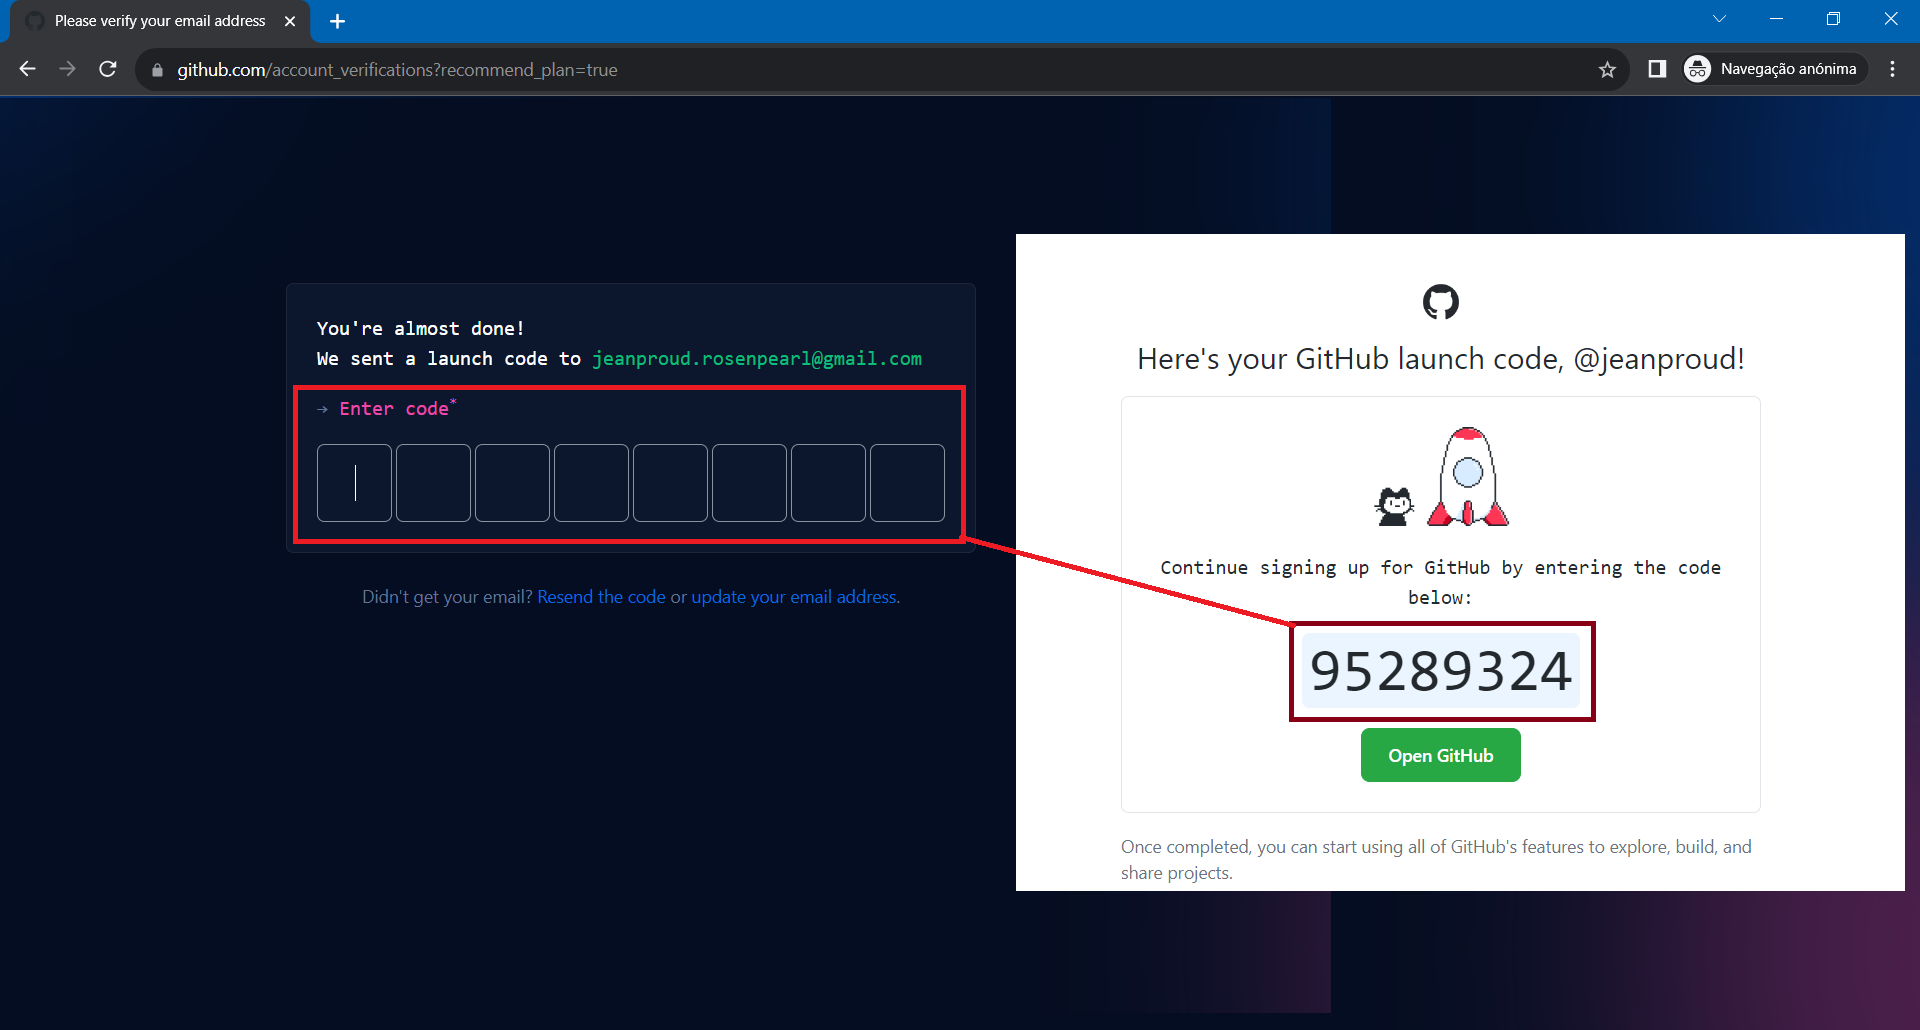 Please verify your email address
github.com/account_verifications?recommend_plan=true
Navegação anónima
You're almost done!
We sent a launch code to jeanproud.rosenpearl@gmail.com
→ Enter code*
Didn't get your email? Resend the code or update your email address.
Here's your GitHub launch code, @jeanproud!
Continue signing up for GitHub by entering the code
below:
95289324
Open GitHub
Once completed, you can start using all of GitHub's features to explore, build, and
share projects.